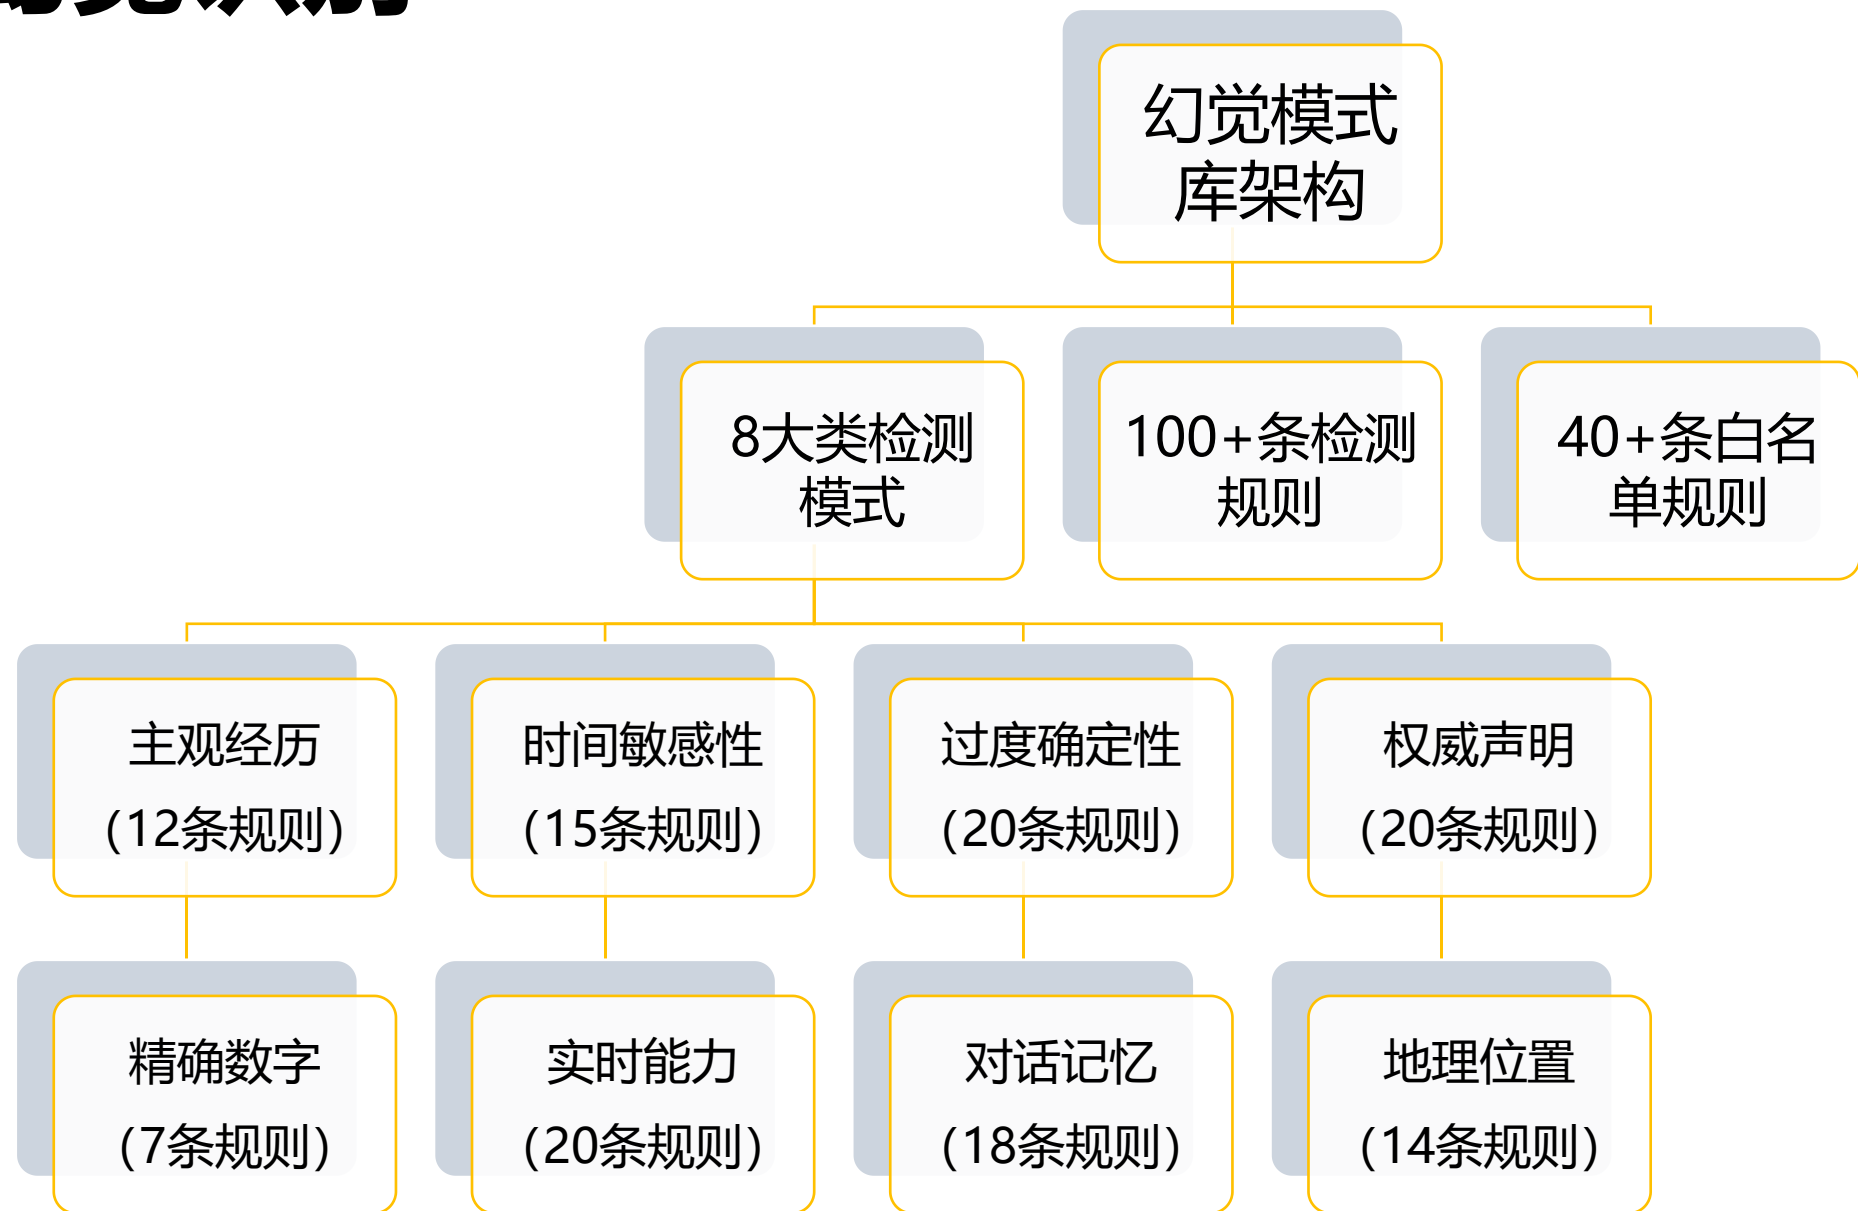 幻觉模式
库架构
8大类检测
模式
100+条检测
规则
40+条白名
单规则
主观经历
(12条规则)
时间敏感性
(15条规则)
过度确定性
(20条规则)
权威声明
(20条规则)
精确数字
(7条规则)
实时能力
(20条规则)
对话记忆
(18条规则)
地理位置
(14条规则)